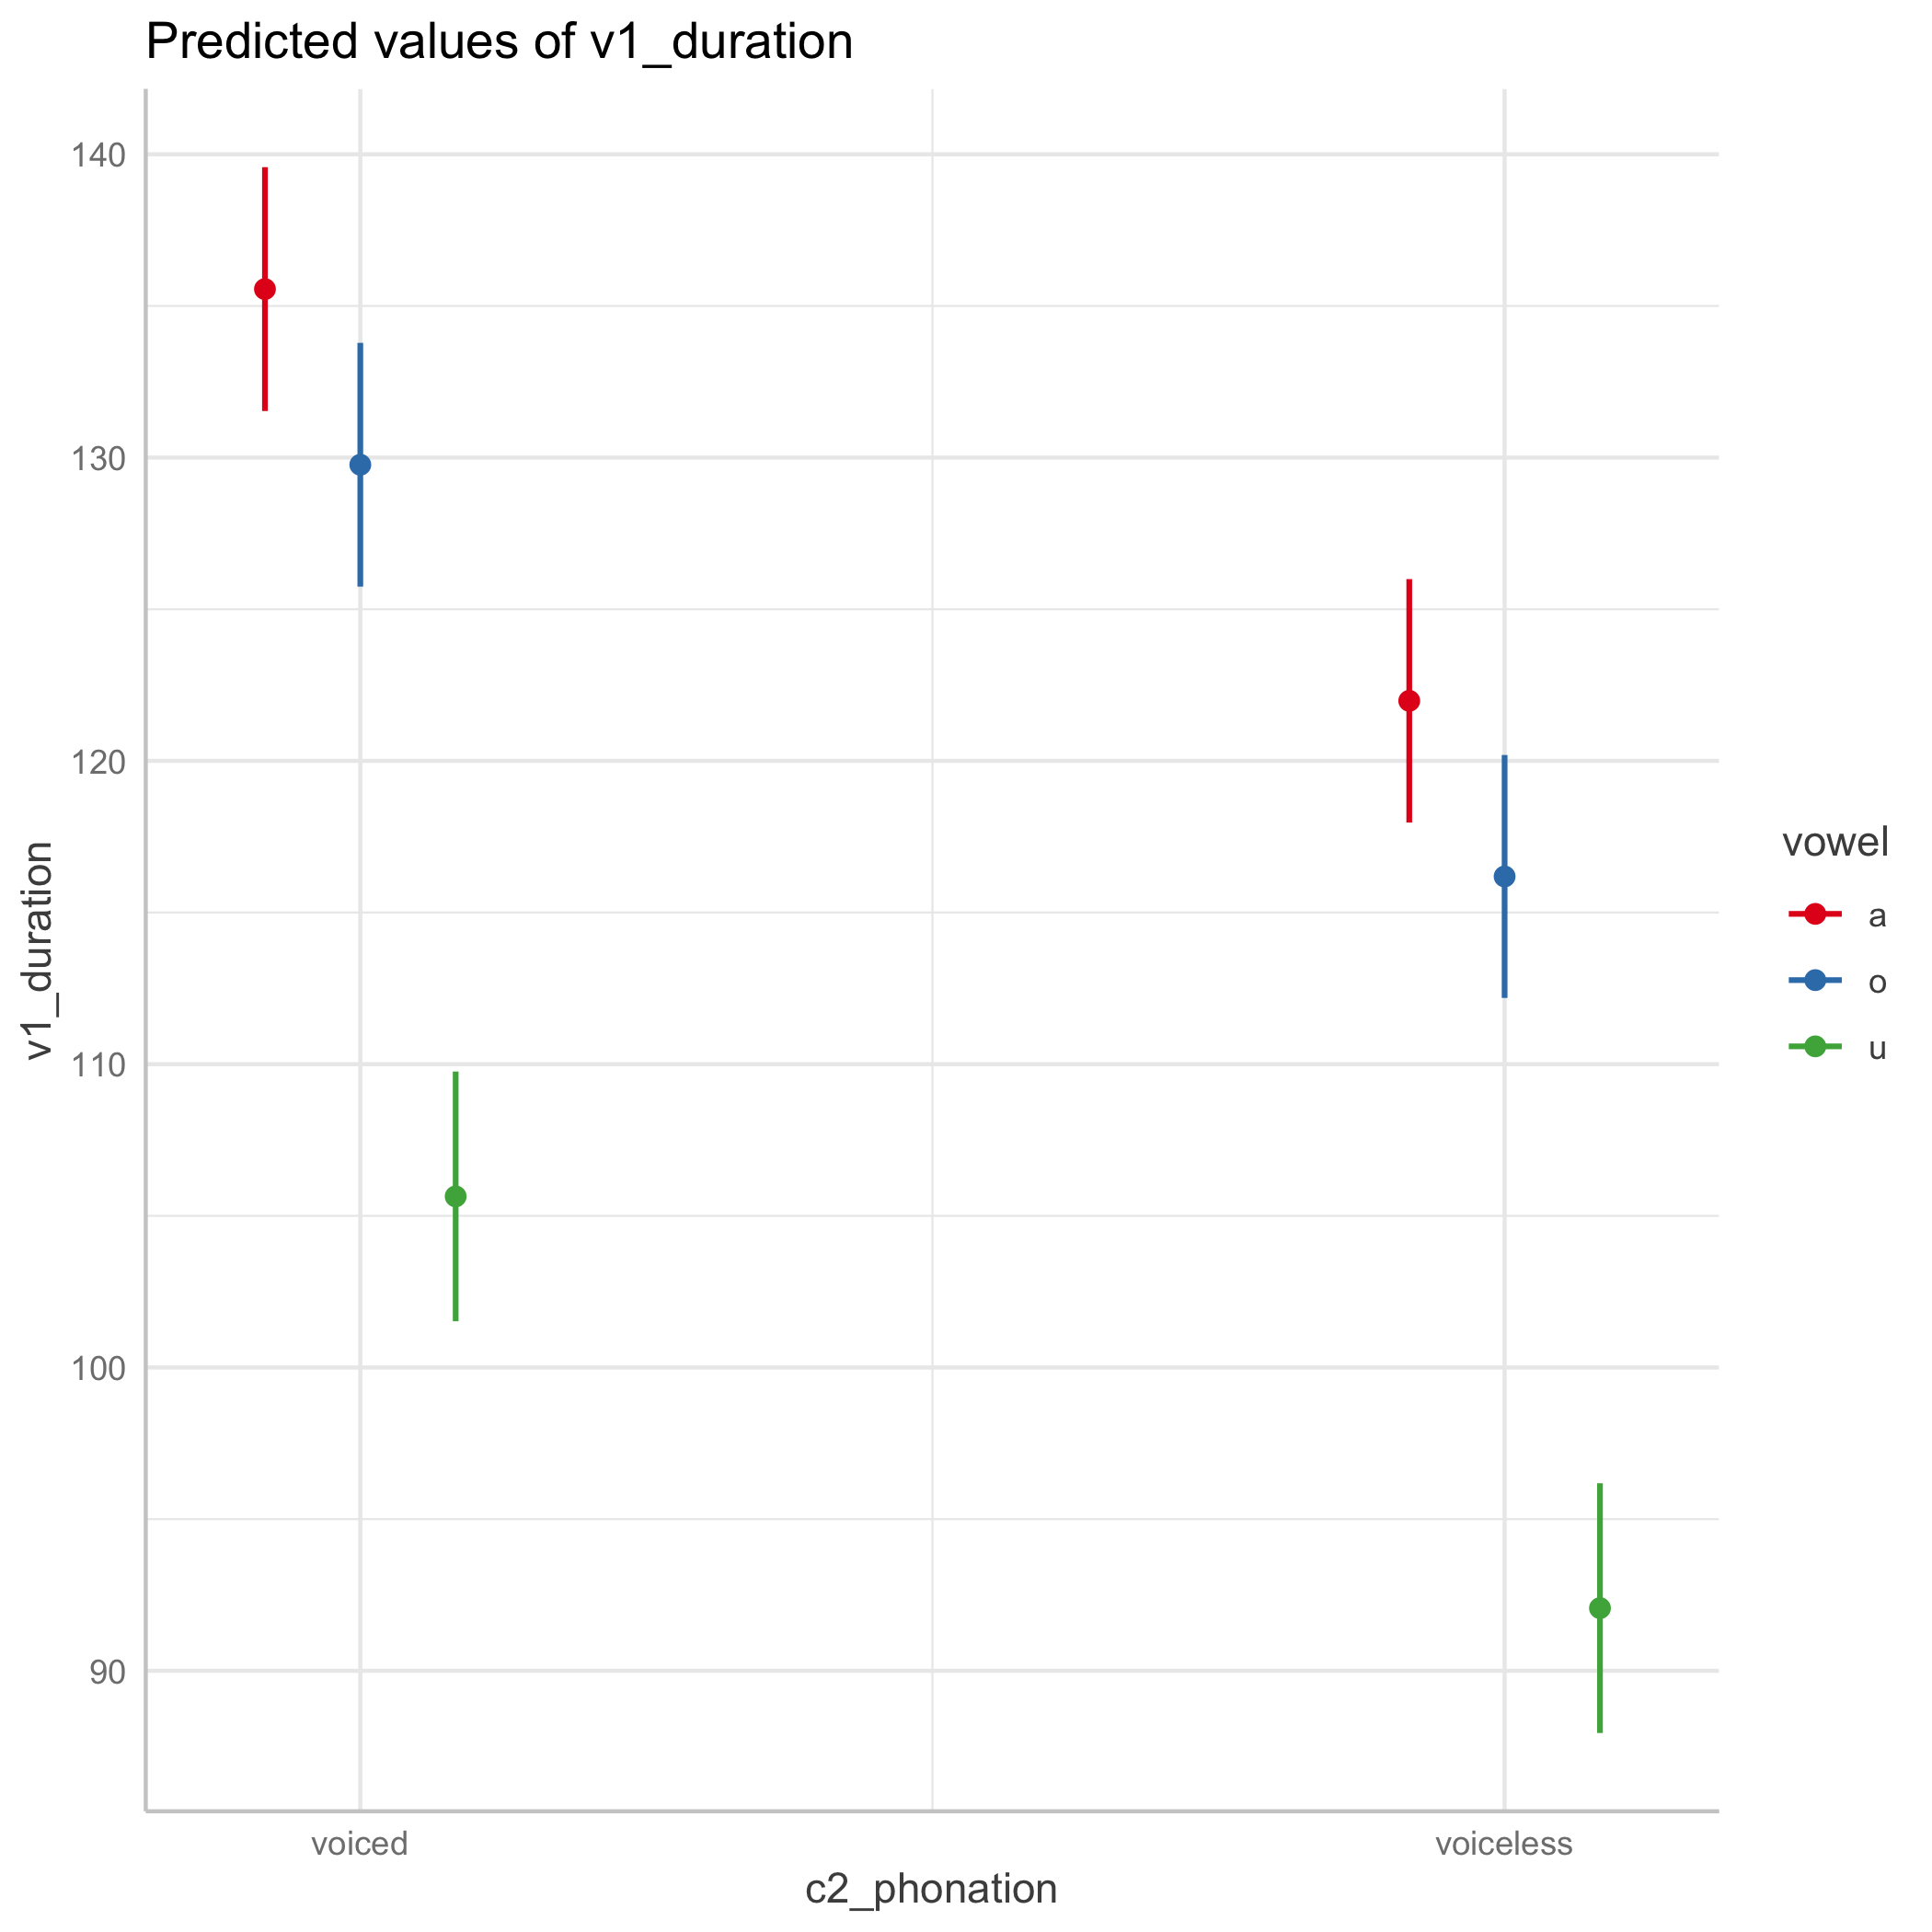 Predicted values of v1_duration
140
130
120
110
100
90
v1_duration
voiced
voiceless
c2_phonation
vowel
a
o
u